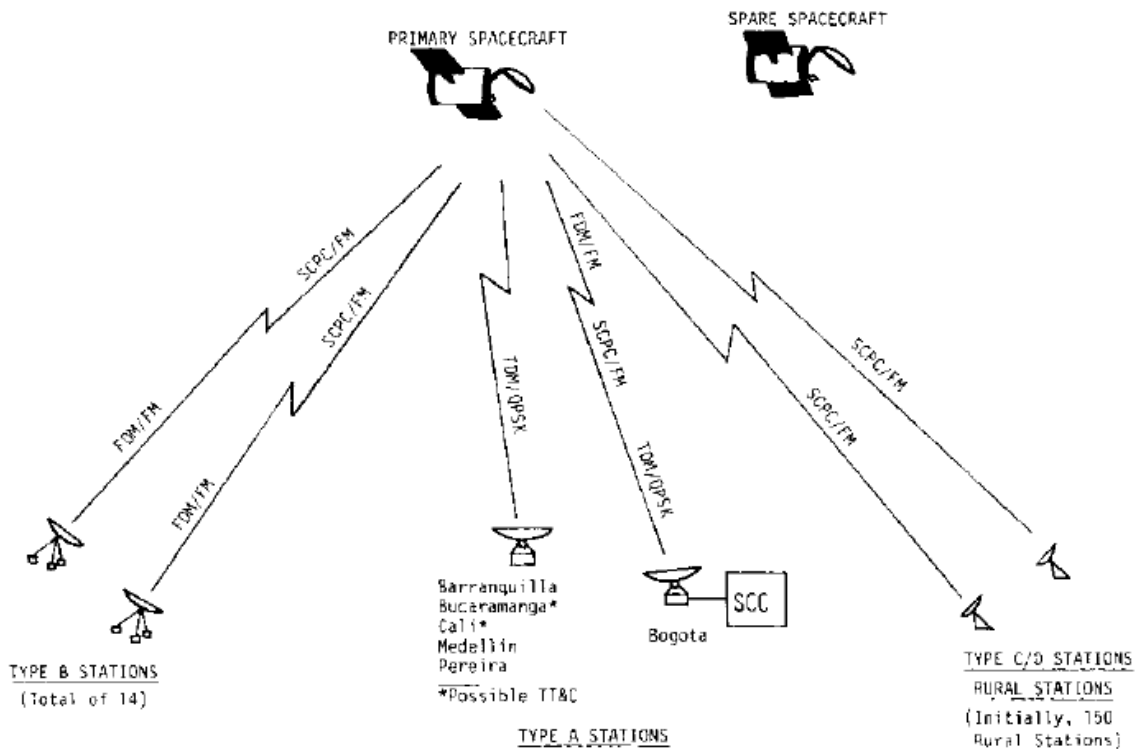 PRIMARY SPACECRAFT
SPARE SPACECRAFT
SCPC/FM
FDM/FM
SCPC/FM
FDM/FM
TDM/QPSK
FDM/FM
SCPC/FM
TDM/QPSK
SCPC/FM
SCPC/FM
TYPE B STATIONS
(Total of 14)
Barranquilla
Bucaramanga*
Cali*
Medellin
Pereira
*Possible TT&C
SCC
Bogota
TYPE A STATIONS
TYPE C/D STATIONS
RURAL STATIONS
(Initially, 150
Rural Stations)